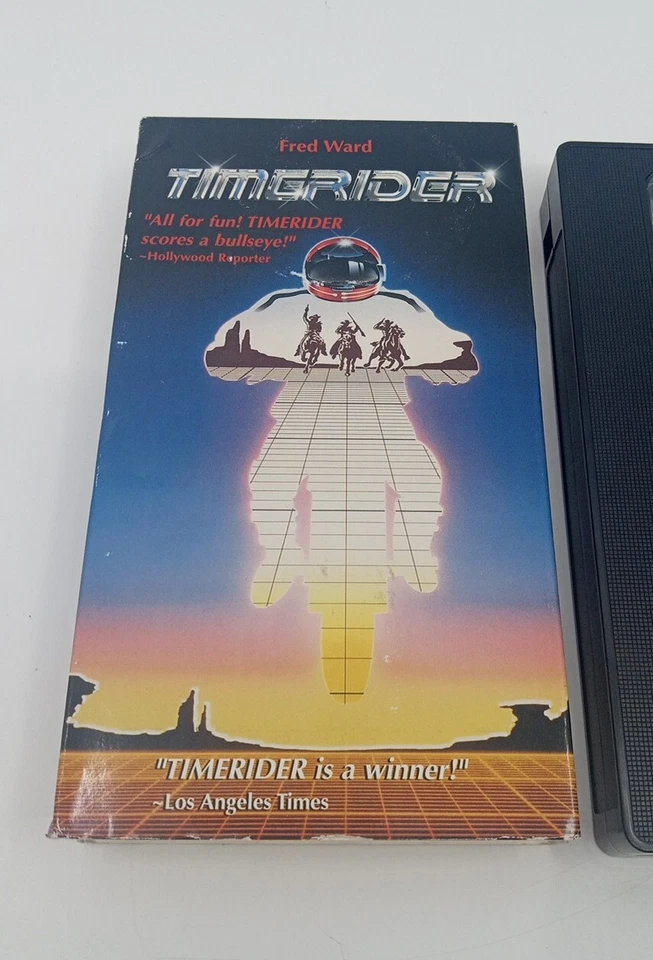 Fred Ward
TIMERIDER
"All for fun! TIMERIDER
scores a bullseye!"
~Hollywood Reporter
"TIMERIDER is a winner!"
~Los Angeles Times